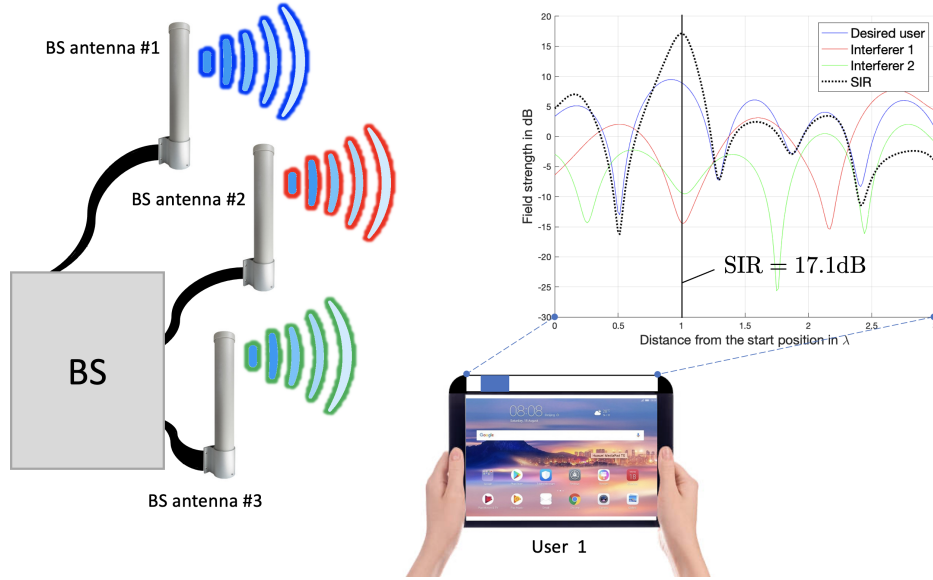 BS antenna #1
BS antenna #2
BS
BS antenna #3
Field strength in dB
20
15
10
5
0
-5
-10
-15
-20
-25
-30
Desired user
Interferer 1
Interferer 2
SIR
SIR = 17.1dB
0
0.5
1
1.5
2
2.5
Distance from the start position in λ
08:08
Google
User 1